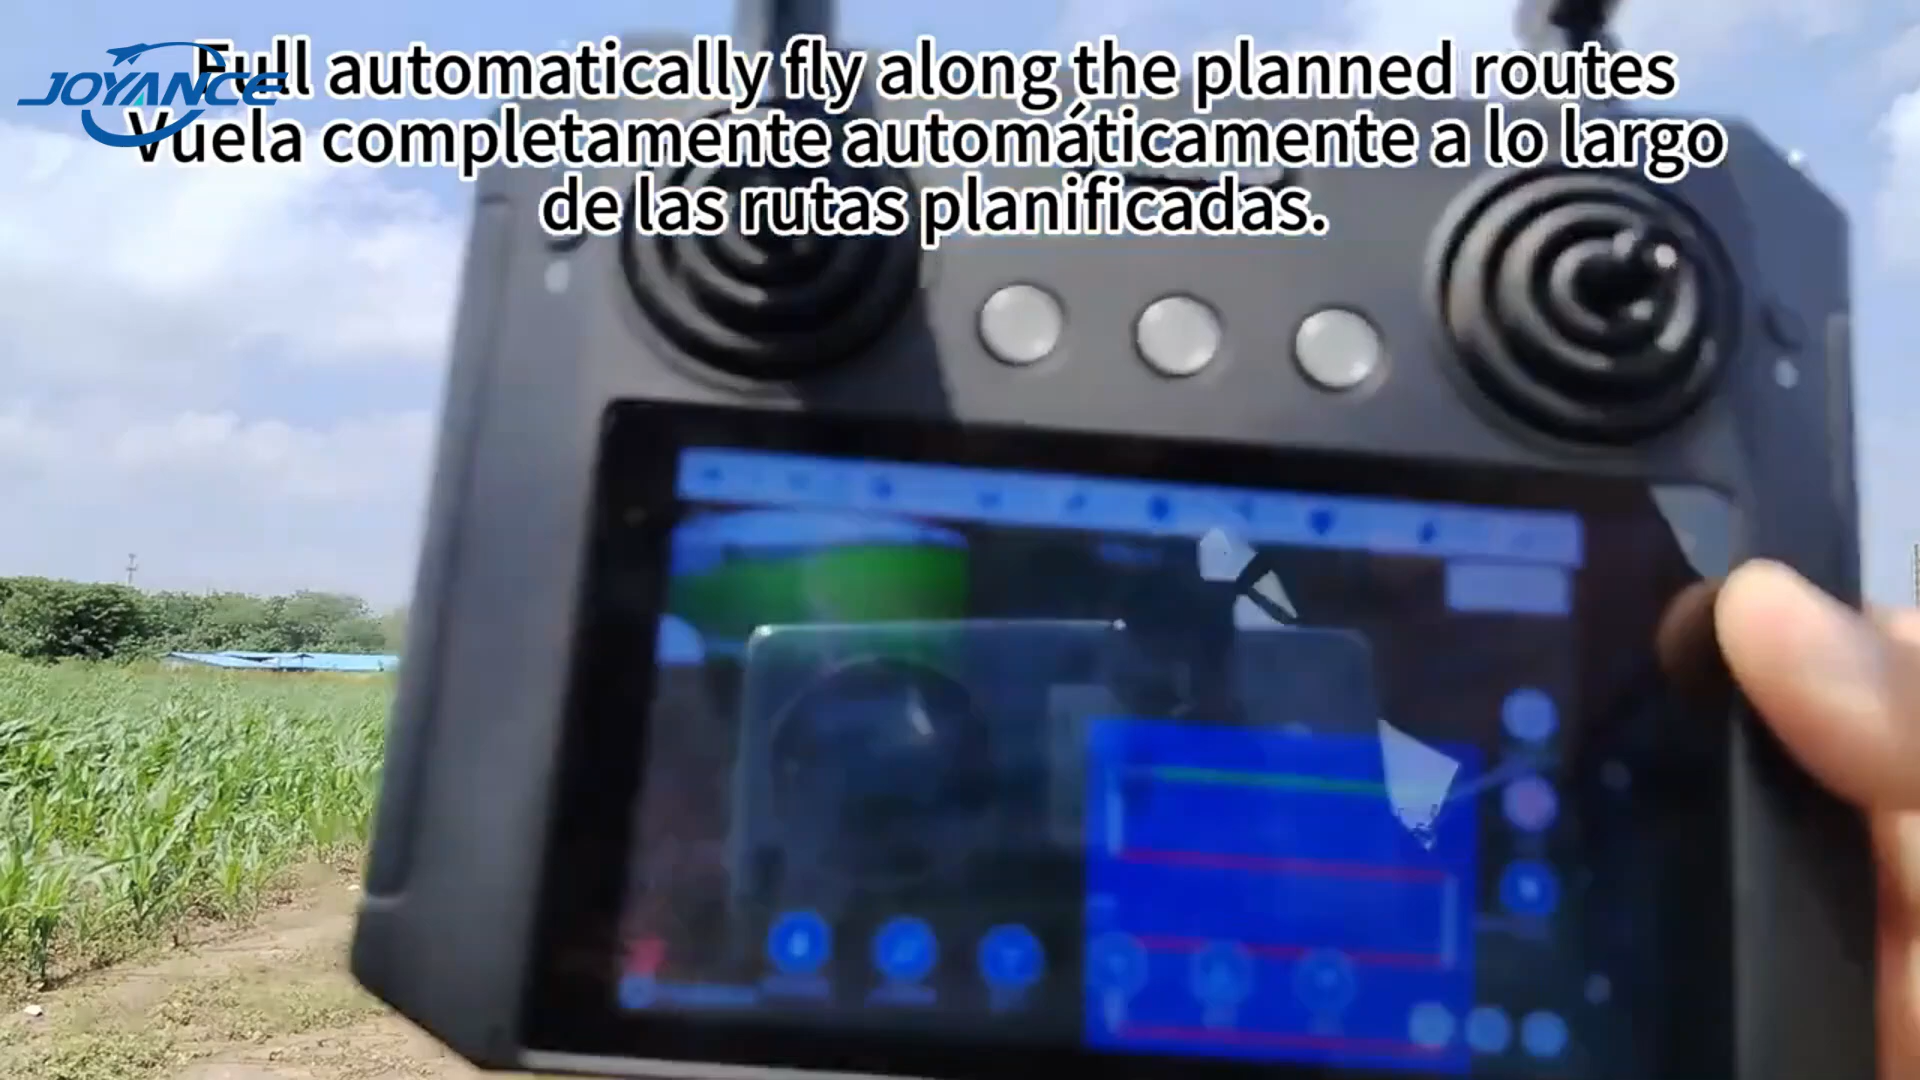 JOYANCE
Full automatically fly along the planned routes
Vuela completamente automáticamente a lo largo
de las rutas planificadas.